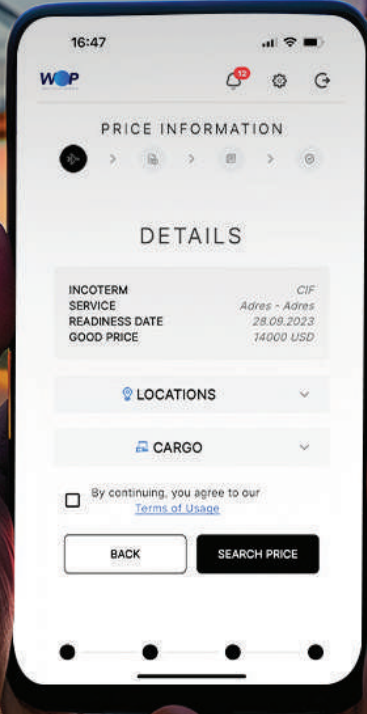 16:47
WOP
12
PRICE INFORMATION
DETAILS
INCOTERM CIF
SERVICE Adres - Adres
READINESS DATE 28.09.2023
GOOD PRICE 14000 USD
LOCATIONS
CARGO
By continuing, you agree to our
Terms of Usage
BACK SEARCH PRICE